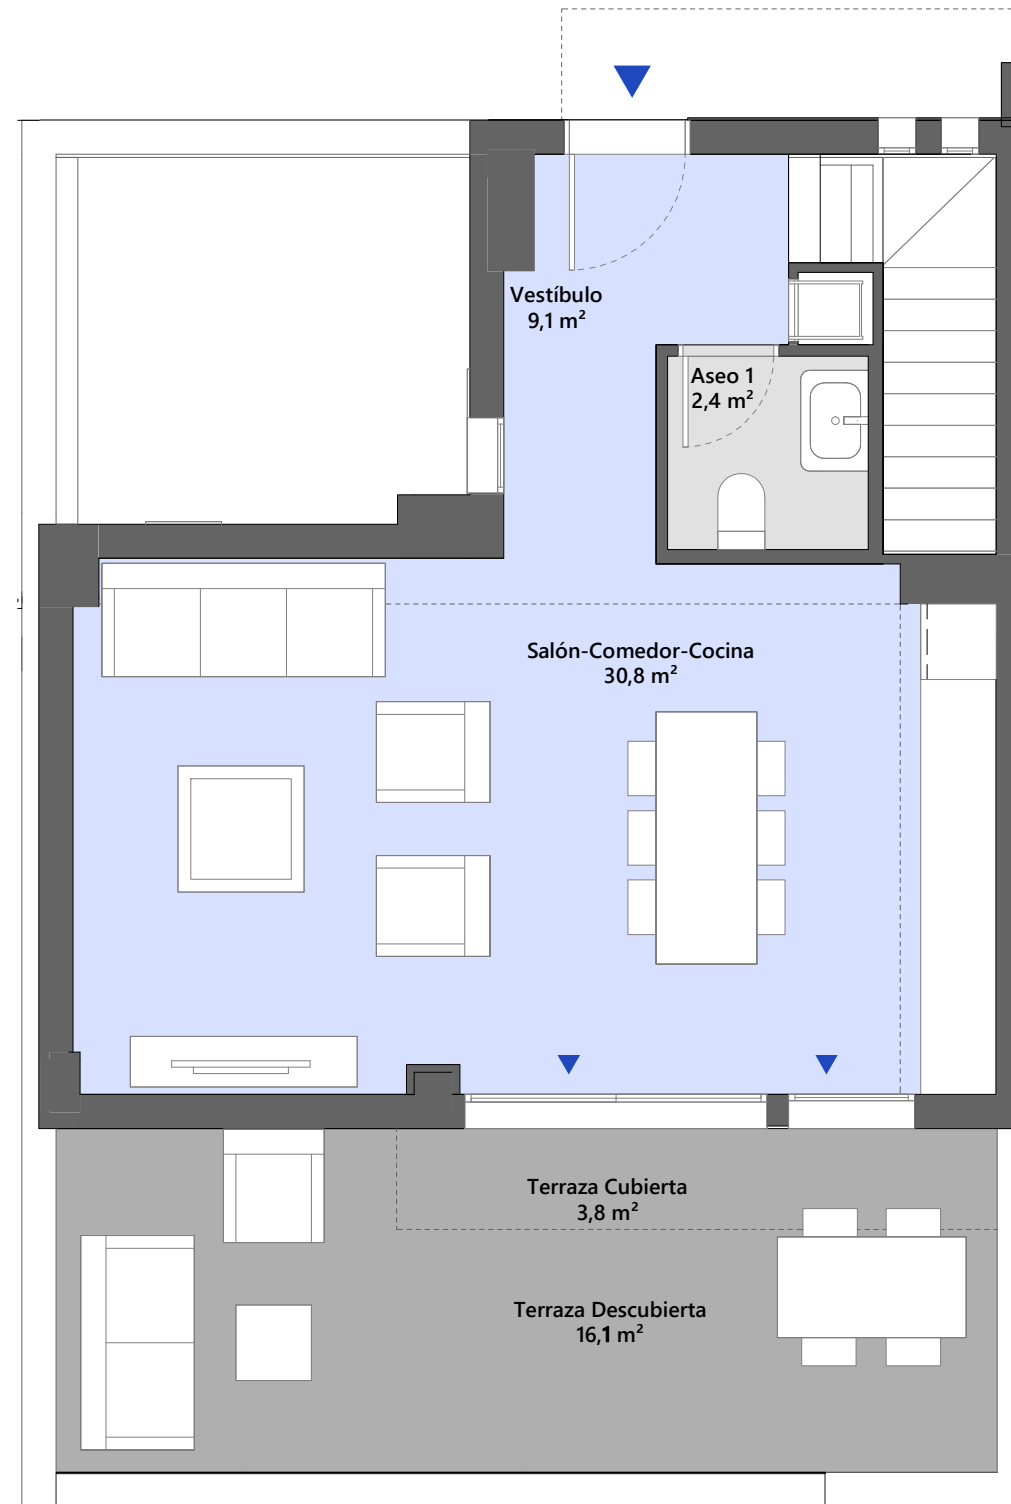 Vestíbulo
9,1 m²
Aseo 1
2,4 m²
Salón-Comedor-Cocina
30,8 m²
Terraza Cubierta
3,8 m²
Terraza Descubierta
16,1 m²